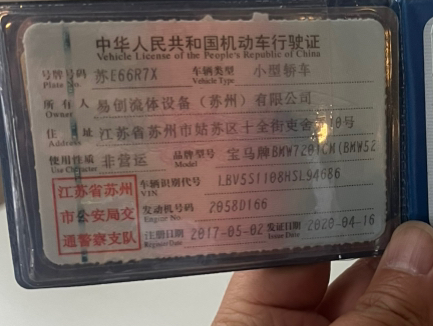 中华人民共和国机动车行驶证
Vehicle License of the People's Republic of China
号牌号码 苏E66R7X 车辆类型 小型轿车
Plate No. Vehicle Type
所有人 易创流体设备（苏州）有限公司
Owner
住址 江苏省苏州市姑苏区十全街吏舍
Address
使用性质 非营运 品牌型号 宝马牌BMW7201CM(BMW52
Use Character Model
江苏省苏州 车辆识别代号 LBV5S1108HSL94686
VIN
市公安局交 发动机号码 2058D166
Engine No.
通警察支队 注册日期 2017-05-02 发证日期 2020-04-16
Register Date Issue Date